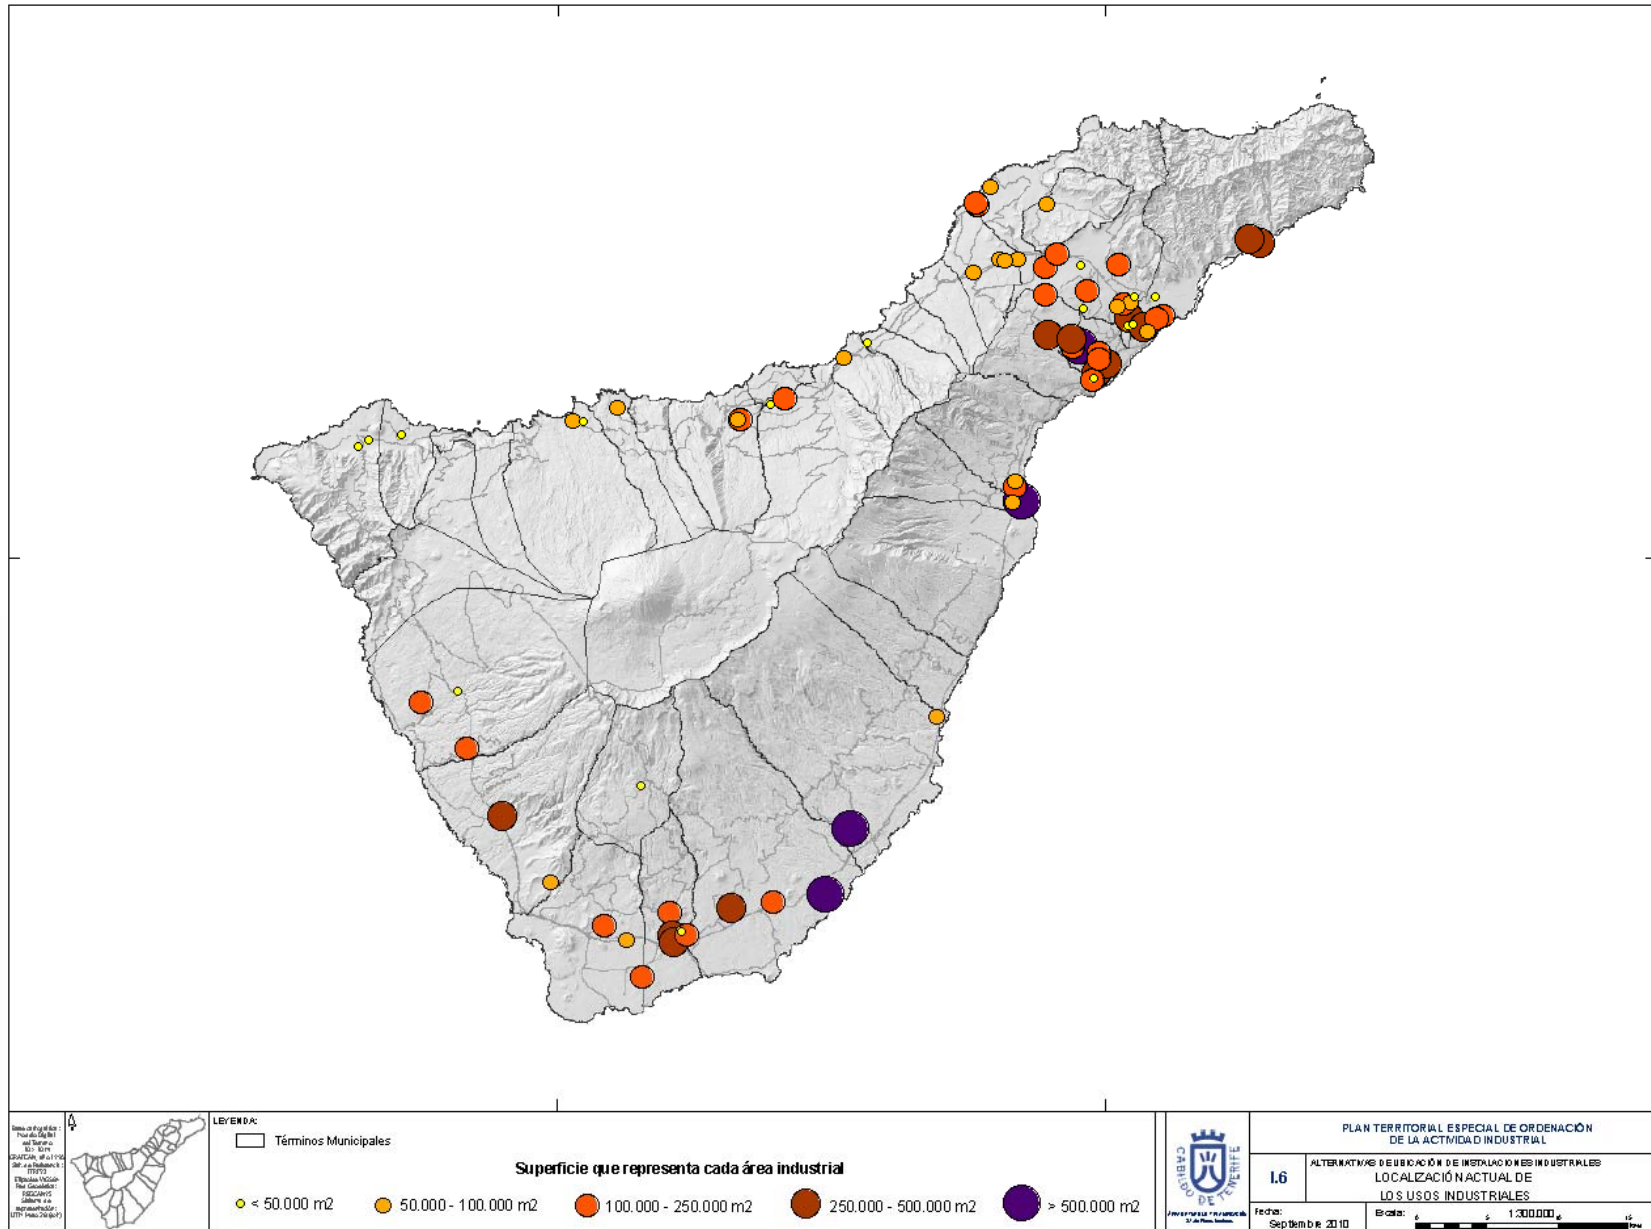 LEYENDA:
Términos Municipales
Superficie que representa cada área industrial
< 50.000 m2
50.000 - 100.000 m2
100.000 - 250.000 m2
250.000 - 500.000 m2
> 500.000 m2
CABILDO DE TENERIFE
PLAN TERRITORIAL ESPECIAL DE ORDENACIÓN
DE LA ACTIVIDAD INDUSTRIAL
I.6
ALTERNATIVAS DE UBICACIÓN DE INSTALACIONES INDUSTRIALES
LOCALIZACIÓN ACTUAL DE
LOS USOS INDUSTRIALES
Fecha:
Septiembre 2010
Escala:
1:300.000